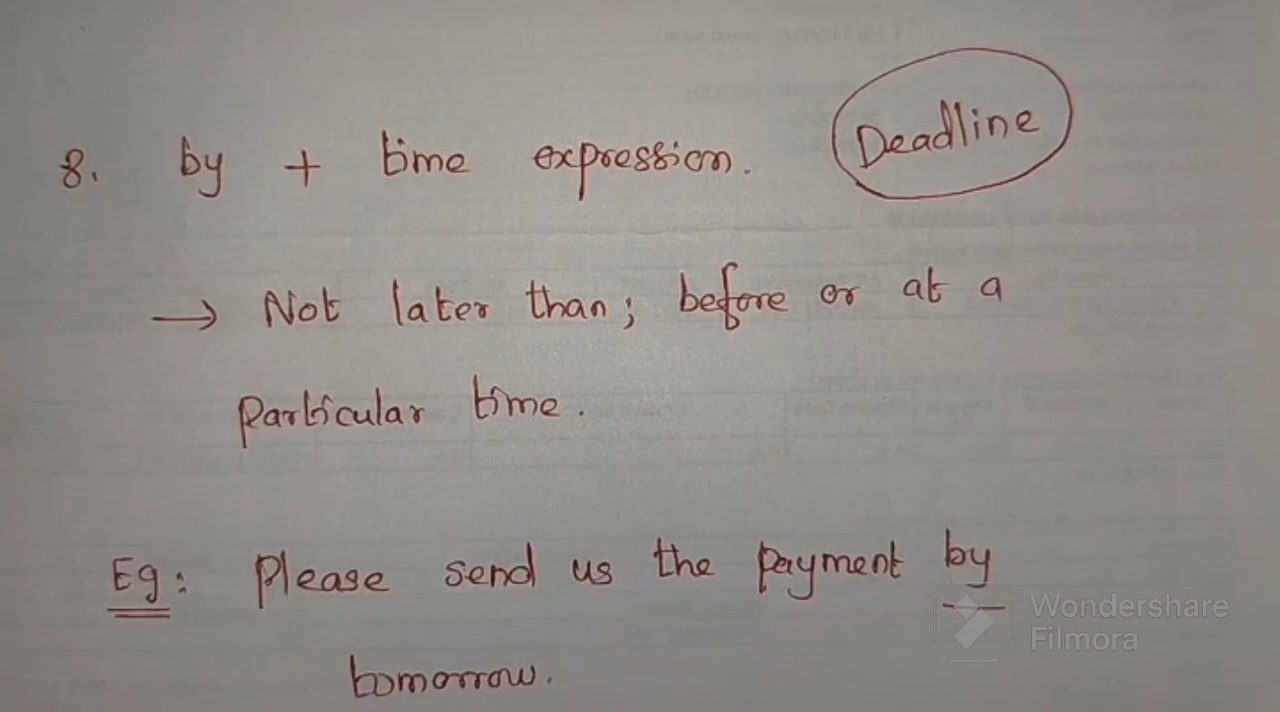 8. by + time expression. Deadline
→ Not later than; before or at a
particular time.
Eg: Please send us the payment by
tomorrow.
Wondershare
Filmora